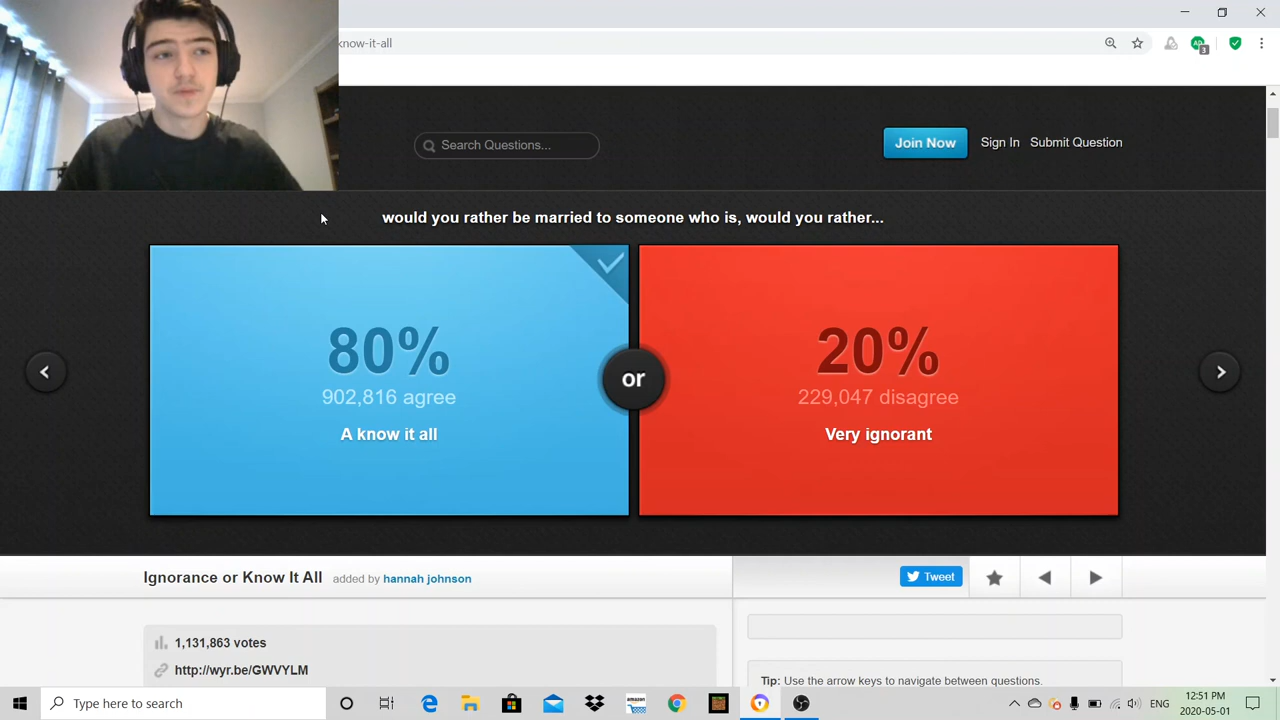 know-it-all
Search Questions...
Join Now
Sign In
Submit Question
would you rather be married to someone who is, would you rather...
80%
902,816 agree
A know it all
or
20%
229,047 disagree
Very ignorant
Ignorance or Know It All added by hannah johnson
Tweet
1,131,863 votes
http://wyr.be/GWVYLM
Tip: Use the arrow keys to navigate between questions.
Type here to search
amazon
ENG
12:51 PM
2020-05-01